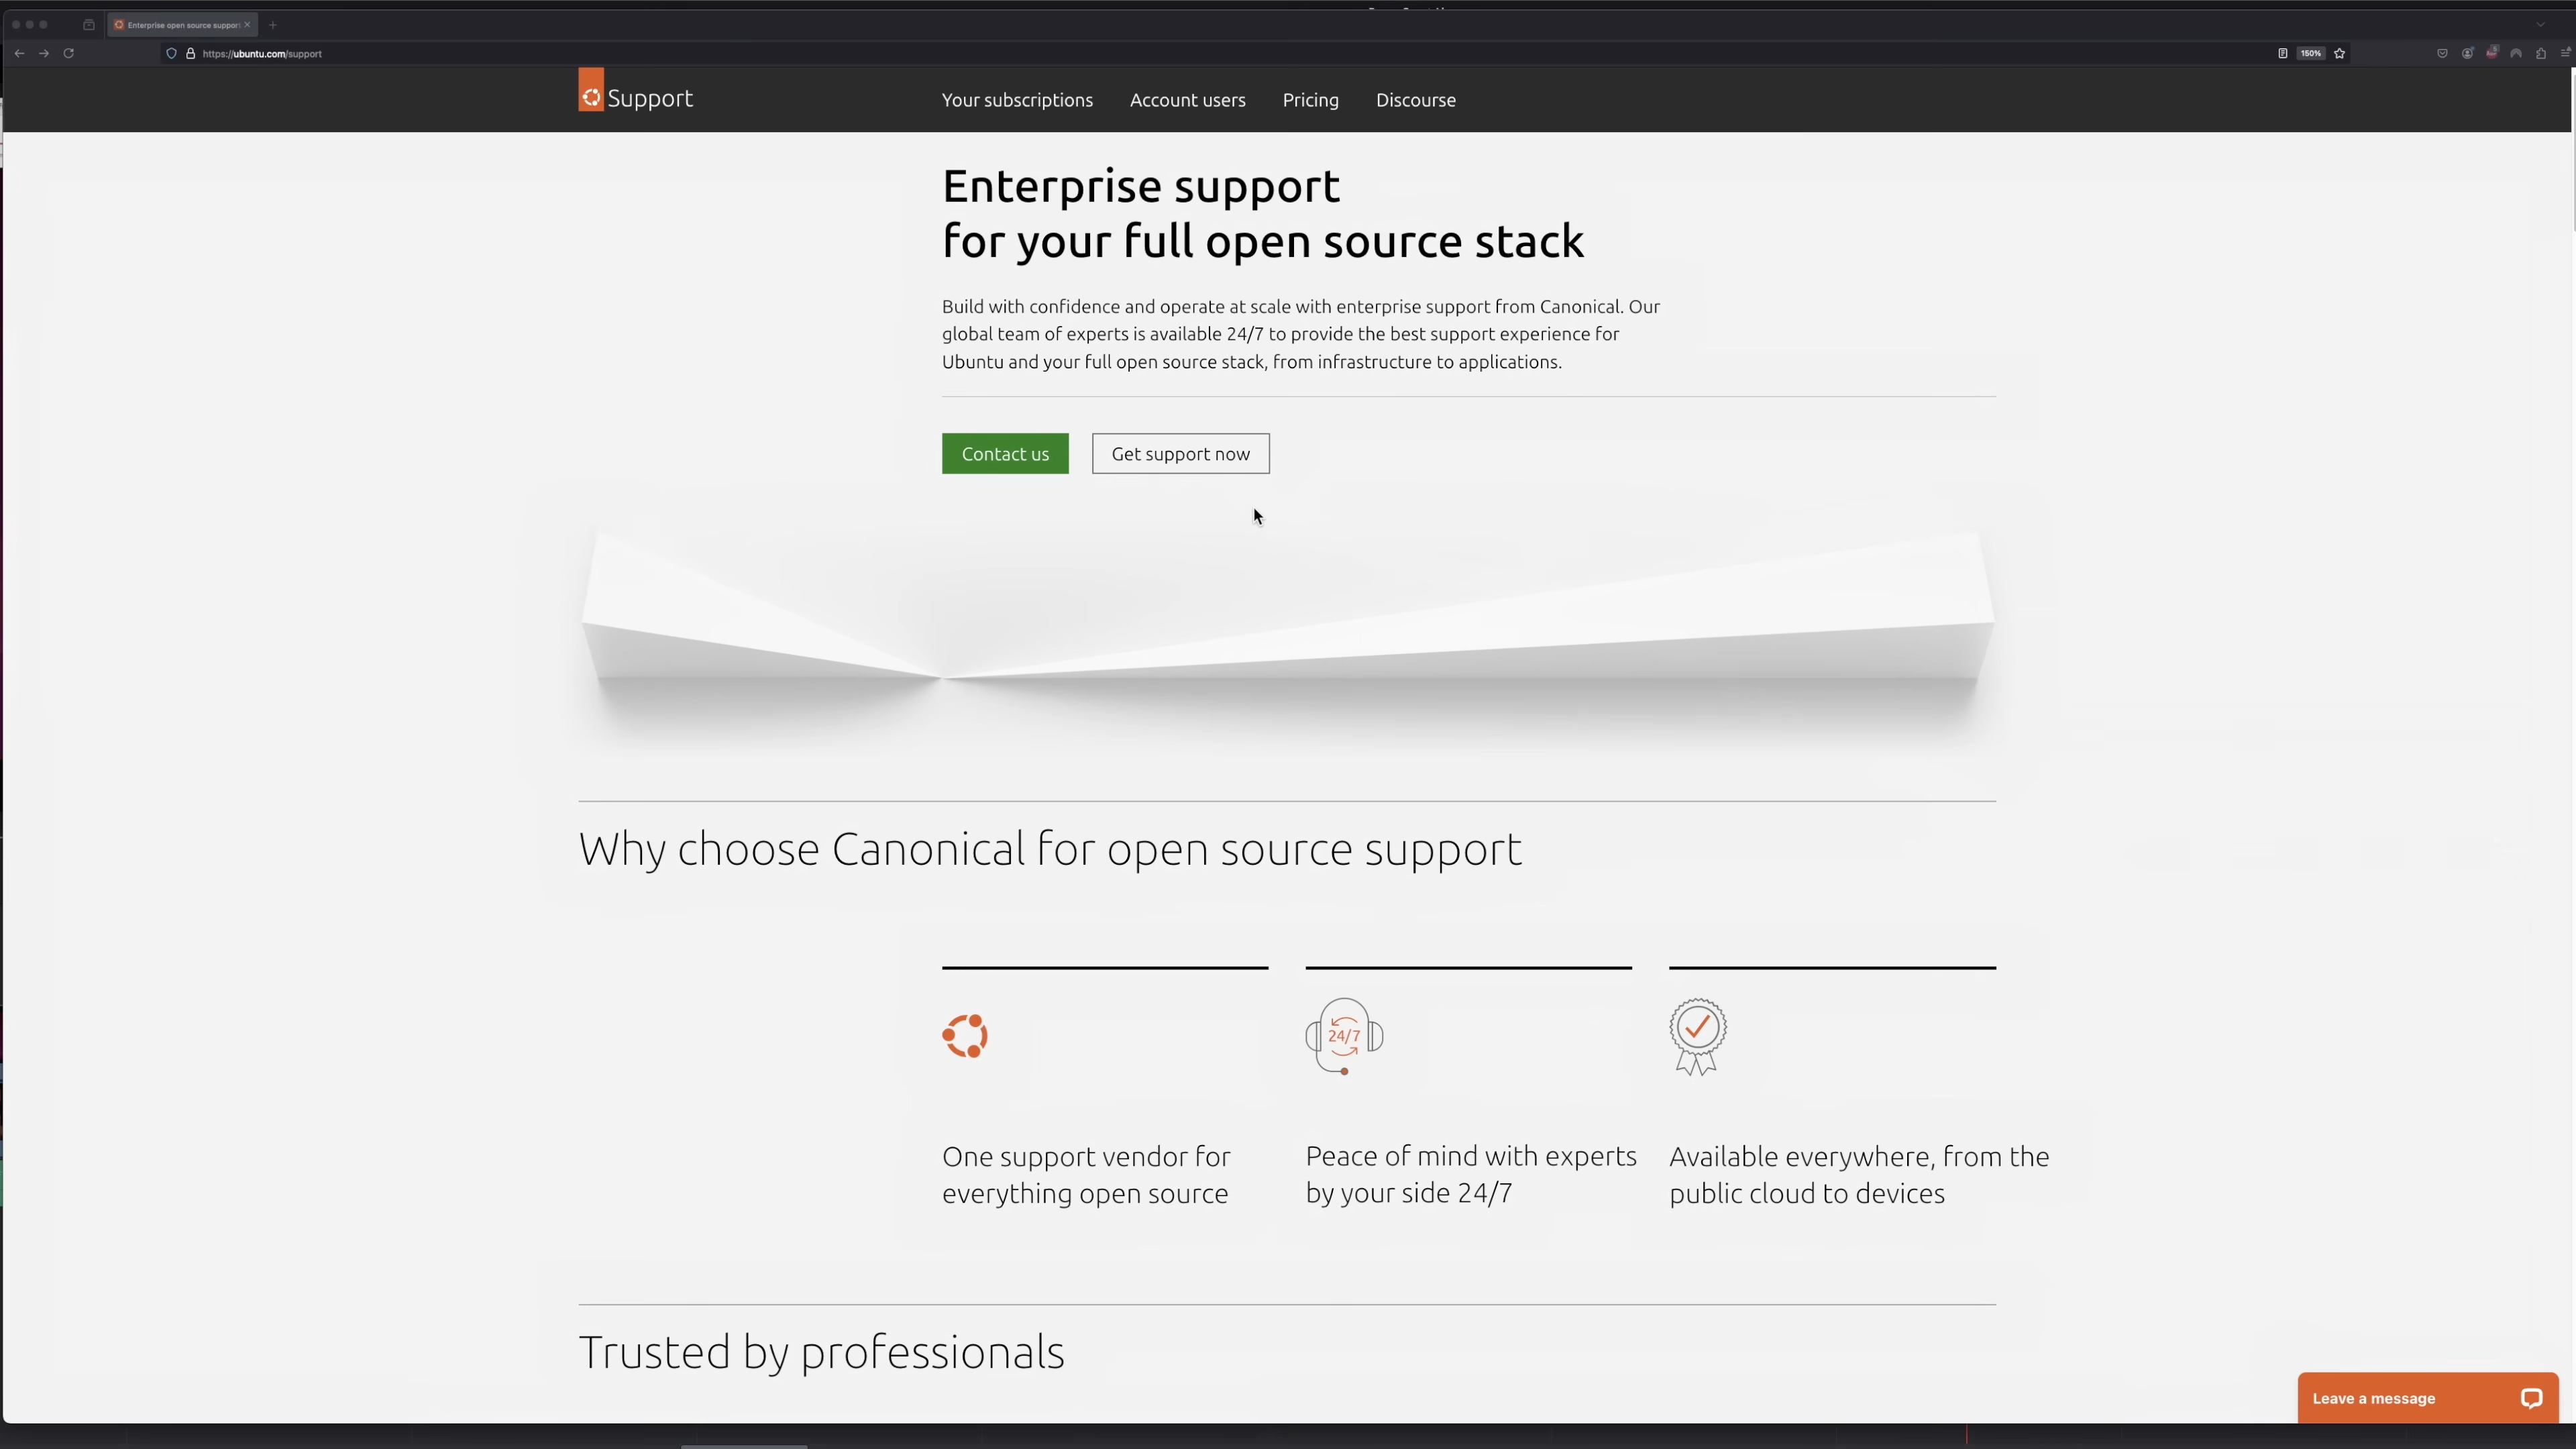 Enterprise open source suppor
https://ubuntu.com/support
150%
Support
Your subscriptions
Account users
Pricing
Discourse
Enterprise support
for your full open source stack
Build with confidence and operate at scale with enterprise support from Canonical. Our
global team of experts is available 24/7 to provide the best support experience for
Ubuntu and your full open source stack, from infrastructure to applications.
Contact us
Get support now
Why choose Canonical for open source support
24/7
One support vendor for
everything open source
Peace of mind with experts
by your side 24/7
Available everywhere, from the
public cloud to devices
Trusted by professionals
Leave a message